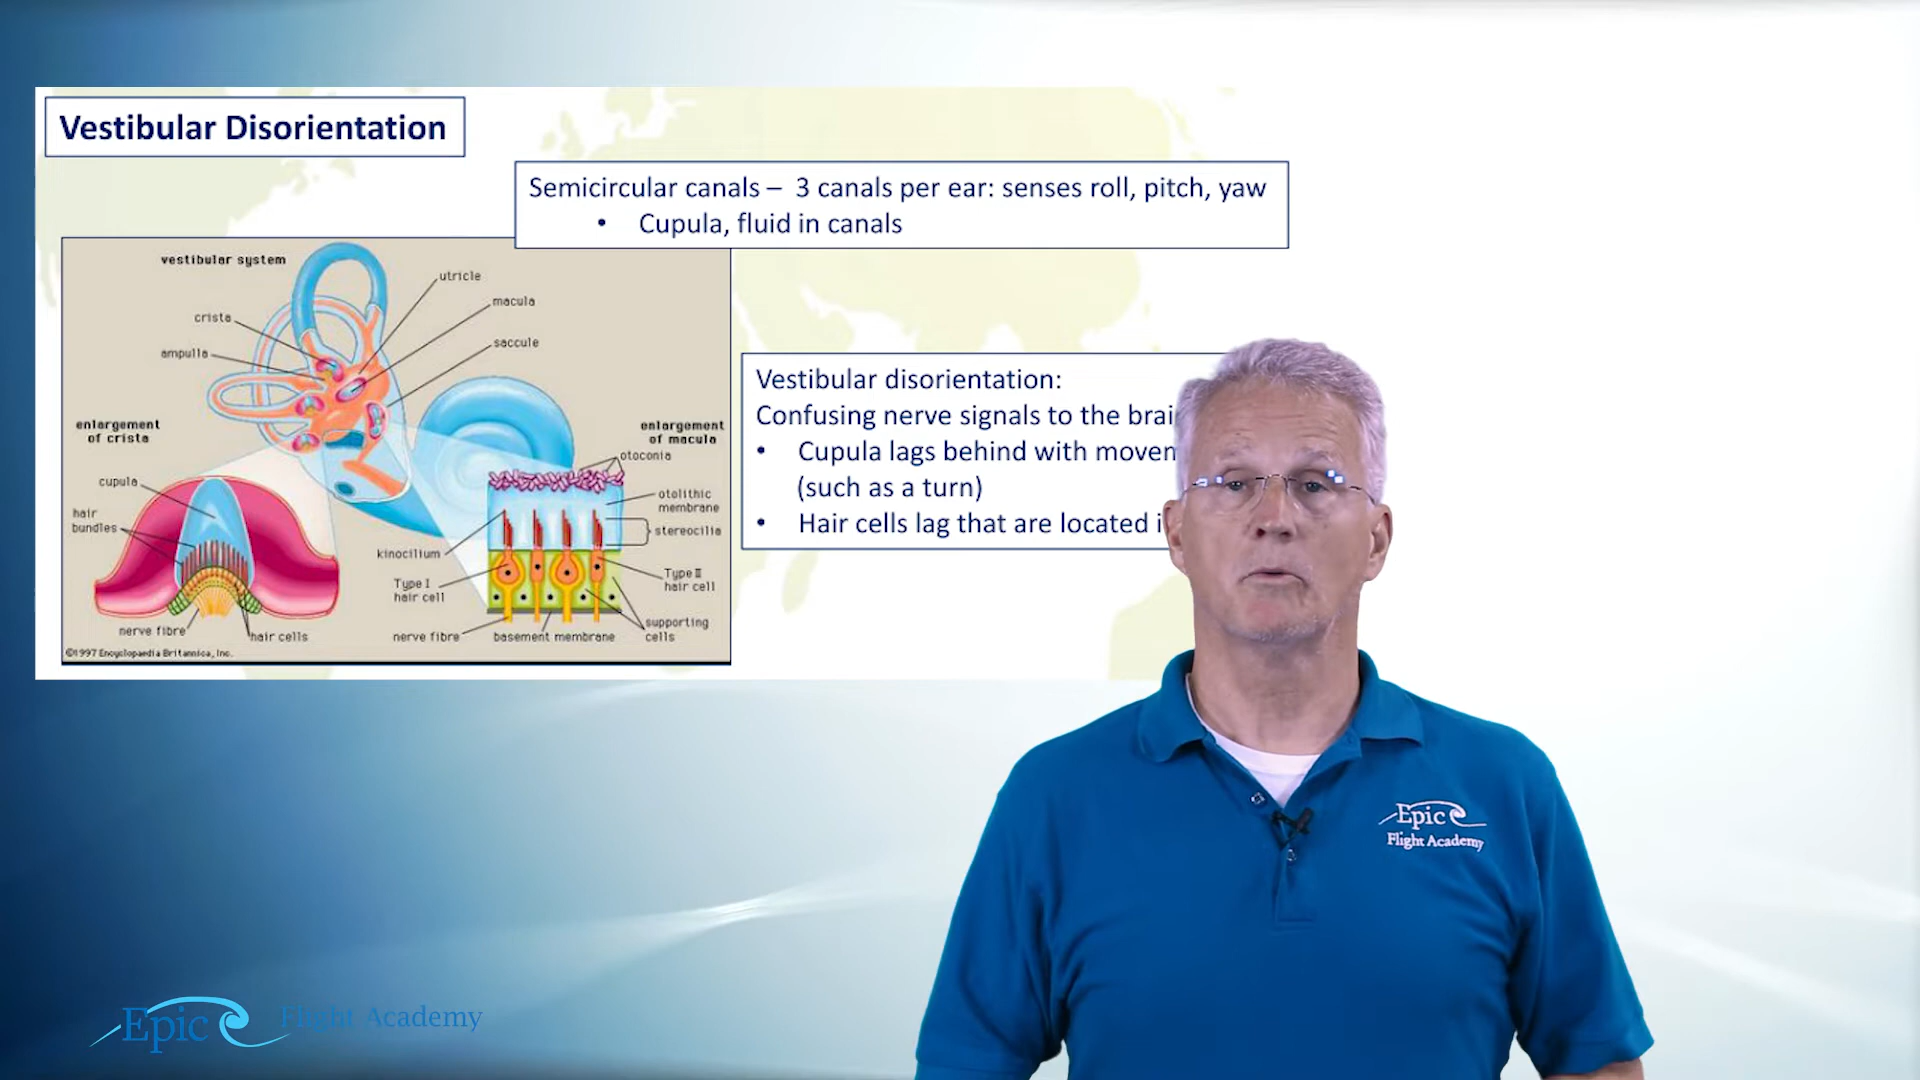 Vestibular Disorientation
Semicircular canals – 3 canals per ear: senses roll, pitch, yaw
• Cupula, fluid in canals
vestibular system
utricle
macula
crista
saccule
ampulla
enlargement
of crista
enlargement
of macula
otoconia
cupula
otolithic
membrane
hair
bundles
stereocilia
kinocilium
Type I
hair cell
Type II
hair cell
supporting
cells
nerve fibre
hair cells
nerve fibre
basement membrane
©1997 Encyclopaedia Britannica, Inc.
Vestibular disorientation:
Confusing nerve signals to the
• Cupula lags behind with
(such as a turn)
• Hair cells lag that are located
Epic
Flight Academy
Epic Flight Academy